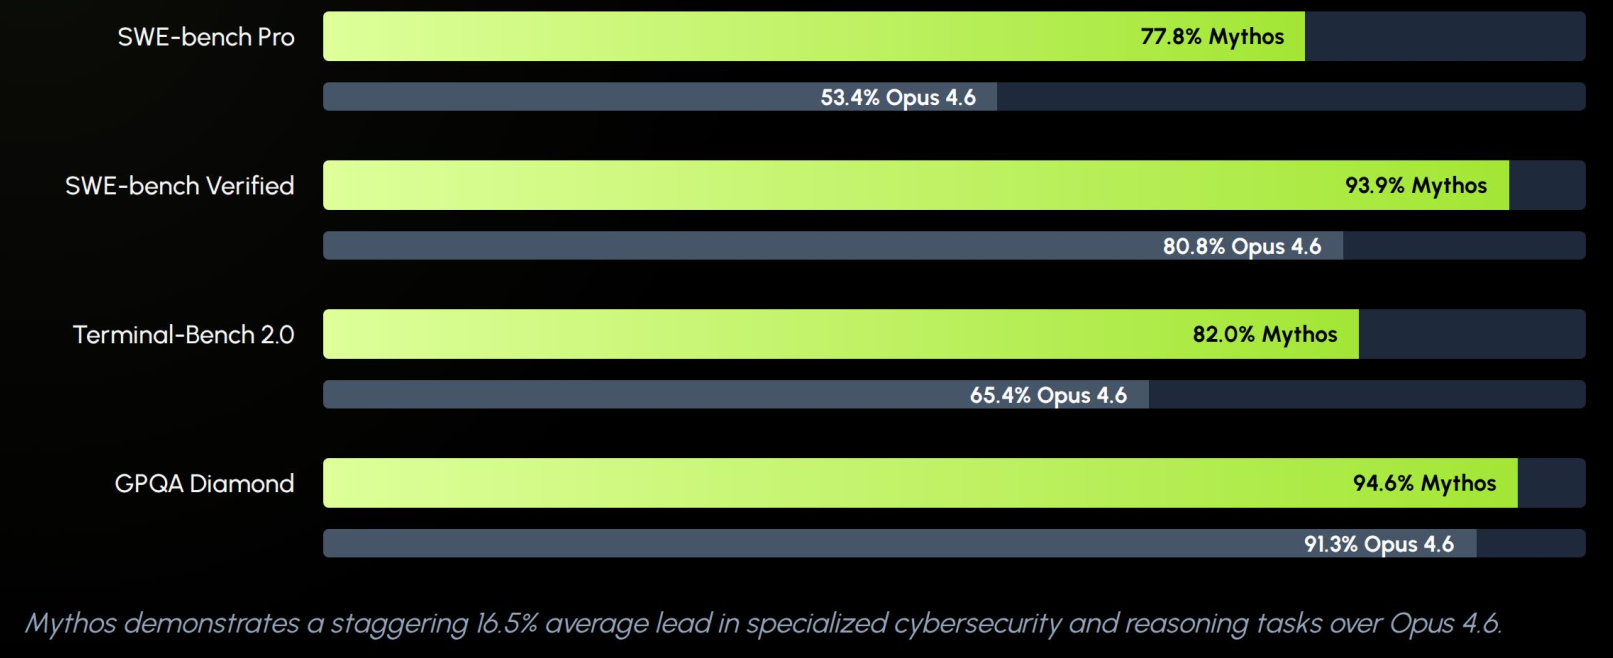 SWE-bench Pro
77.8% Mythos
53.4% Opus 4.6
SWE-bench Verified
93.9% Mythos
80.8% Opus 4.6
Terminal-Bench 2.0
82.0% Mythos
65.4% Opus 4.6
GPQA Diamond
94.6% Mythos
91.3% Opus 4.6
Mythos demonstrates a staggering 16.5% average lead in specialized cybersecurity and reasoning tasks over Opus 4.6.